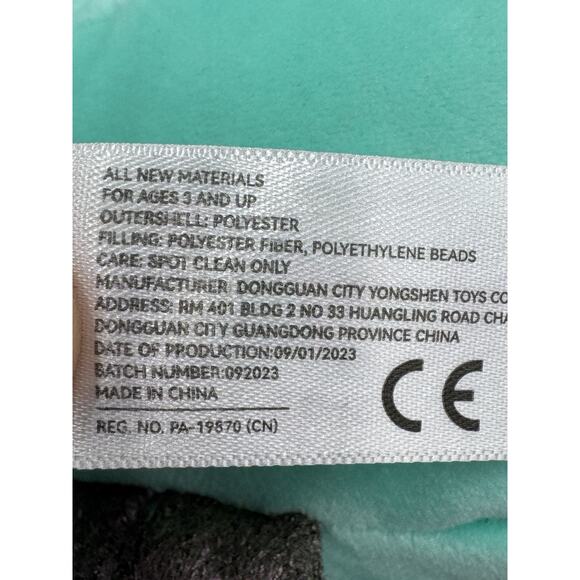 ALL NEW MATERIALS
FOR AGES 3 AND UP
OUTERSHELL: POLYESTER
FILLING: POLYESTER FIBER, POLYETHYLENE BEADS
CARE: SPOT CLEAN ONLY
MANUFACTURER DONGGUAN CITY YONGSHEN TOYS CO
ADDRESS: RM 401 BLDG 2 NO 33 HUANGLING ROAD CHA
DONGGUAN CITY GUANGDONG PROVINCE CHINA
DATE OF PRODUCTION:09/01/2023
BATCH NUMBER:092023
MADE IN CHINA
REG. NO. PA-19870 (CN)
CE